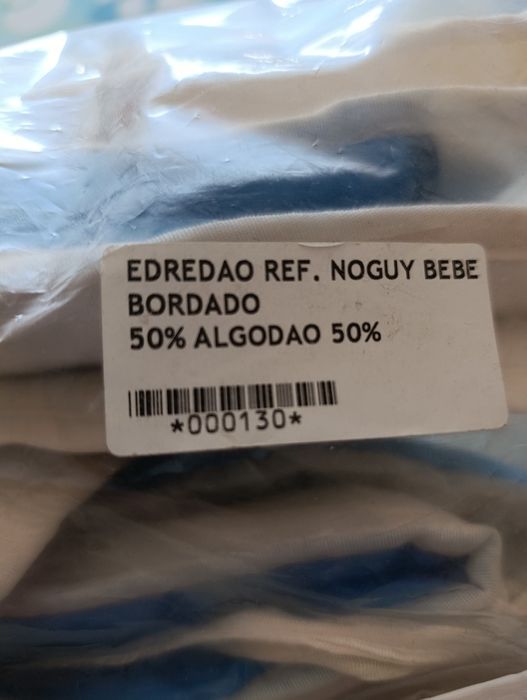 EDREDAO REF. NOGUY BEBE
BORDADO
50% ALGODAO 50%
*000130*